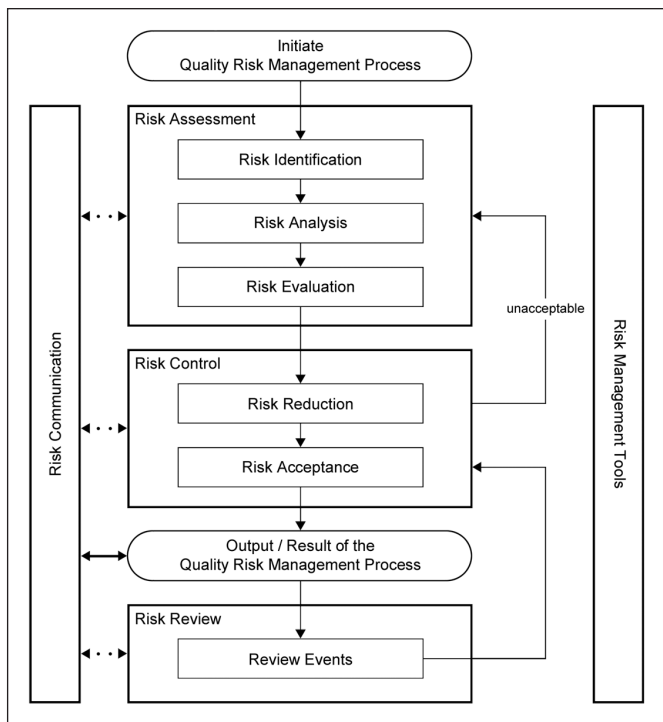 Initiate
Quality Risk Management Process
Risk Assessment
Risk Identification
Risk Analysis
Risk Evaluation
unacceptable
Risk Control
Risk Reduction
Risk Acceptance
Output / Result of the
Quality Risk Management Process
Risk Review
Review Events
Risk Communication
Risk Management Tools